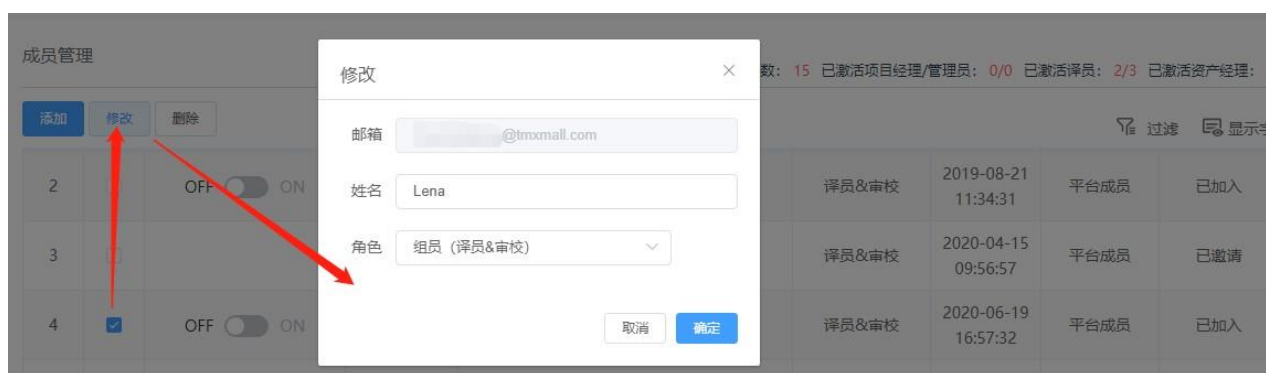 成员管理
数： 15 已激活项目经理/管理员： 0/0 已激活译员： 2/3 已激活资产经理：
添加 修改 删除
过滤 显示字
2 OFF ON 译员&审校 2019-08-21 11:34:31 平台成员 已加入
3 译员&审校 2020-04-15 09:56:57 平台成员 已邀请
4 OFF ON 译员&审校 2020-06-19 16:57:32 平台成员 已加入
修改
邮箱 @tmxmall.com
姓名 Lena
角色 组员（译员&审校）
取消 确定